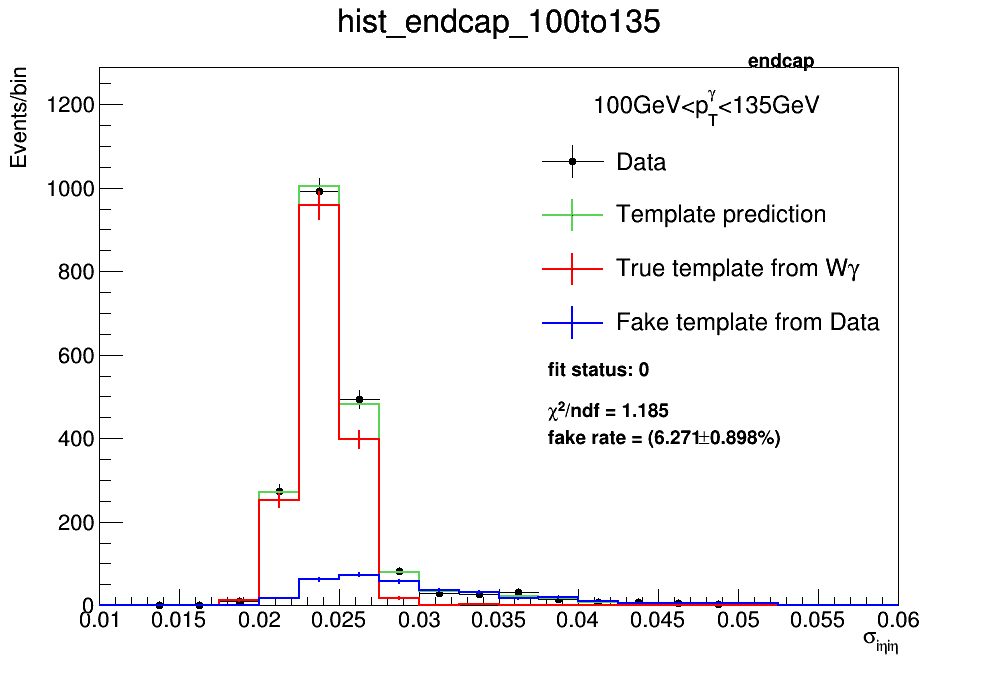 hist_endcap_100to135
endcap
Events/bin
100GeV<p_T^γ<135GeV
Data
Template prediction
True template from Wγ
Fake template from Data
fit status: 0
χ²/ndf = 1.185
fake rate = (6.271±0.898%)
1200
1000
800
600
400
200
0
0.01 0.015 0.02 0.025 0.03 0.035 0.04 0.045 0.05 0.055 0.06
σ_iηiη